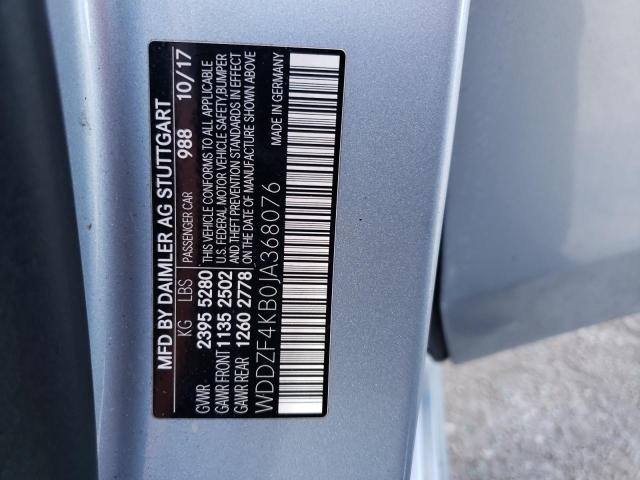 MFD BY DAIMLER AG STUTTGART
KG LBS PASSENGER CAR 988 10/17
GVWR 2395 5280
GAWR FRONT 1135 2502
GAWR REAR 1260 2778
THIS VEHICLE CONFORMS TO ALL APPLICABLE
U.S. FEDERAL MOTOR VEHICLE SAFETY, BUMPER
AND THEFT PREVENTION STANDARDS IN EFFECT
ON THE DATE OF MANUFACTURE SHOWN ABOVE
WDDZF4KB0JA368076
MADE IN GERMANY